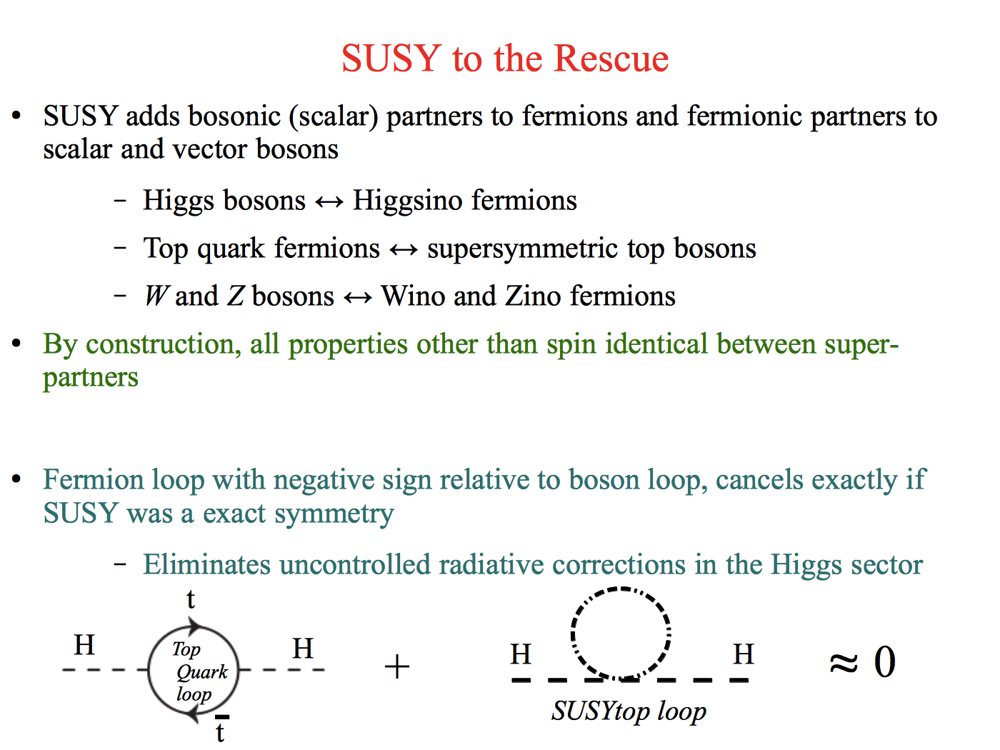 SUSY to the Rescue
• SUSY adds bosonic (scalar) partners to fermions and fermionic partners to
scalar and vector bosons
– Higgs bosons ↔ Higgsino fermions
– Top quark fermions ↔ supersymmetric top bosons
– W and Z bosons ↔ Wino and Zino fermions
• By construction, all properties other than spin identical between super-
partners
• Fermion loop with negative sign relative to boson loop, cancels exactly if
SUSY was a exact symmetry
– Eliminates uncontrolled radiative corrections in the Higgs sector
t
H
Top
Quark
loop
H
t̅
+
H
H
SUSYtop loop
≈ 0